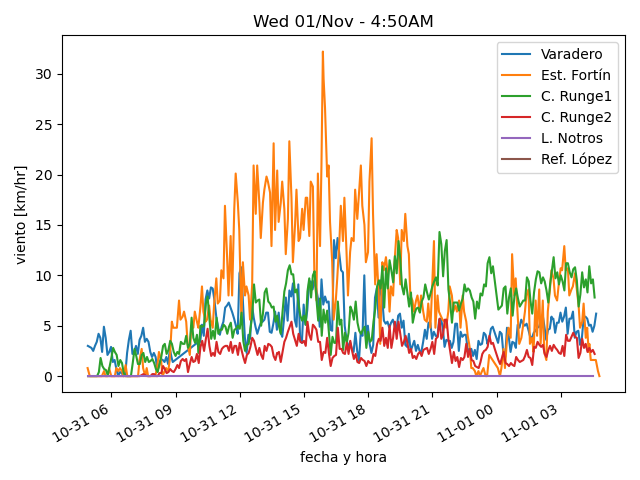 Wed 01/Nov - 4:50AM
Varadero
Est. Fortín
C. Runge1
C. Runge2
L. Notros
Ref. López
viento [km/hr]
30
25
20
15
10
5
0
10-31 06
10-31 09
10-31 12
10-31 15
10-31 18
10-31 21
11-01 00
11-01 03
fecha y hora